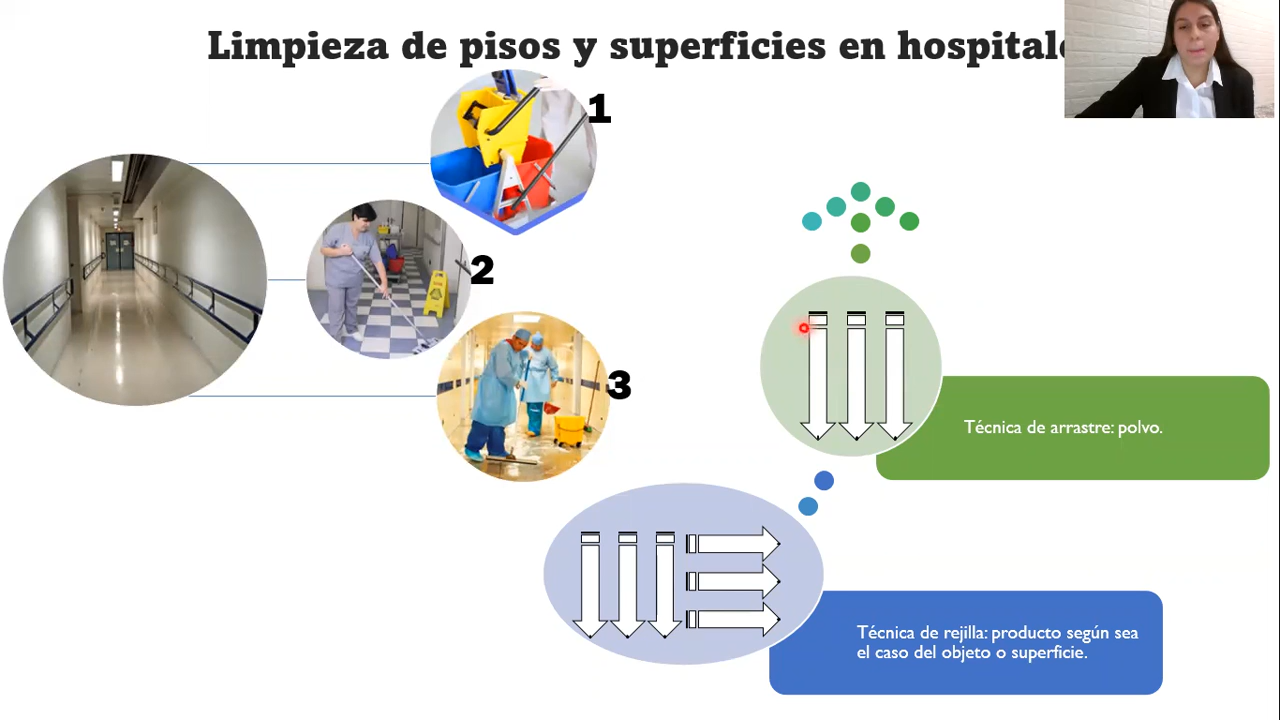 Limpieza de pisos y superficies en hospitale
1
2
3
Técnica de arrastre: polvo.
Técnica de rejilla: producto según sea
el caso del objeto o superficie.